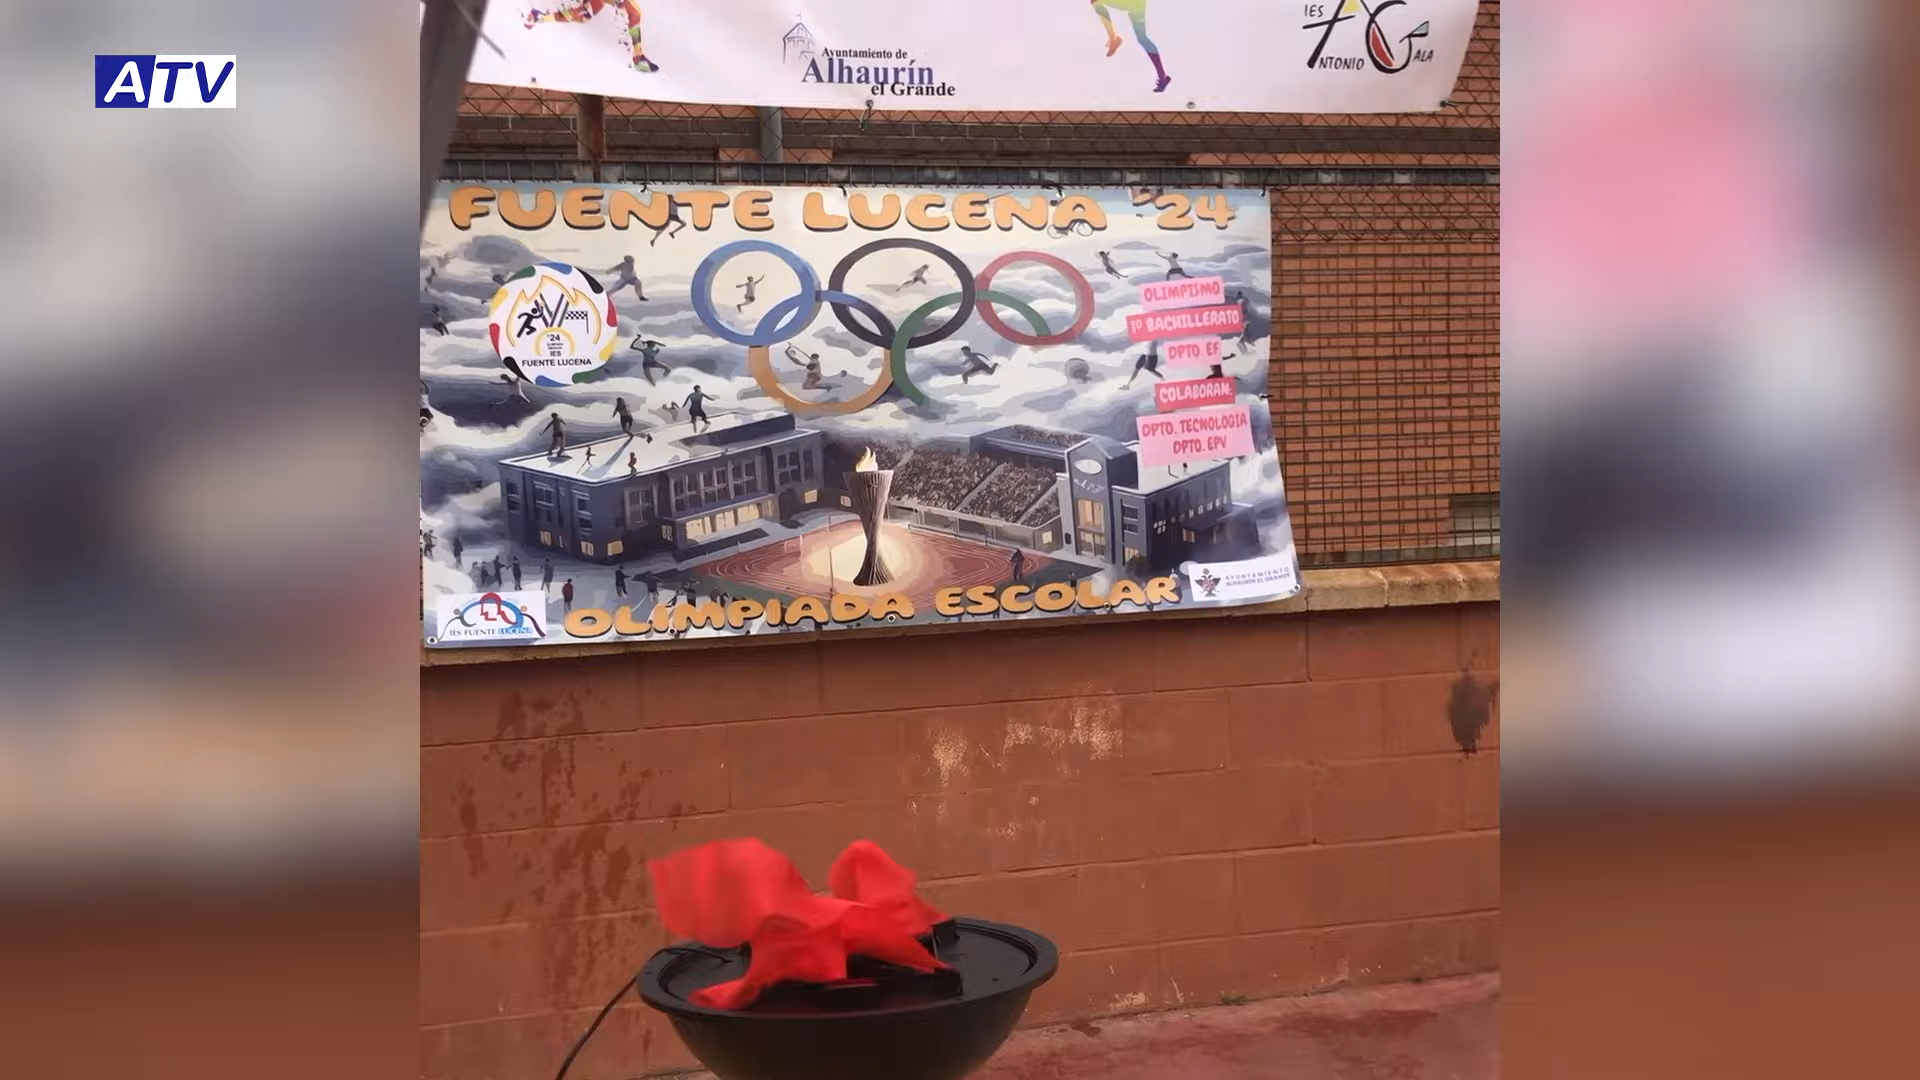 ATV
Ayuntamiento de
Alhaurín
el Grande
IES
ANTONIO GALA
FUENTE LUCENA '24
OLIMPISMO
1º BACHILLERATO
DPTO. EF
COLABORAN:
DPTO. TECNOLOGIA
DPTO. EPV
'24
IES
FUENTE LUCENA
IES FUENTE LUCENA
OLIMPIADA ESCOLAR
AYUNTAMIENTO
ALHAURIN EL GRANDE